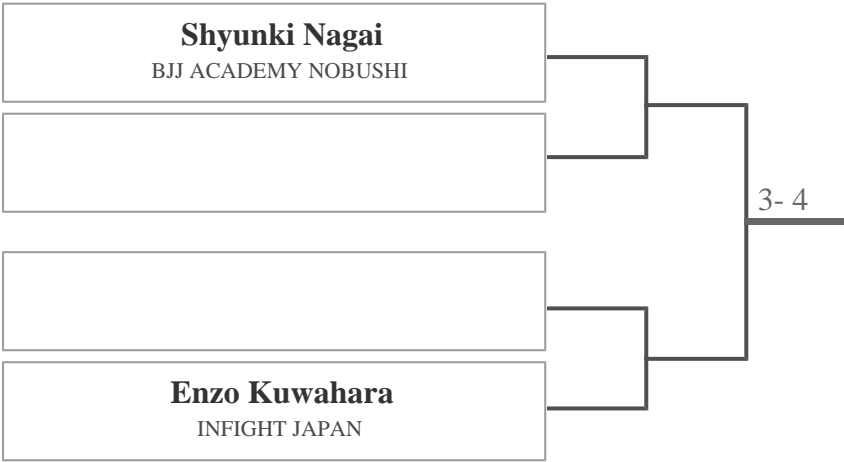 Shyunki Nagai
BJJ ACADEMY NOBUSHI
3- 4
Enzo Kuwahara
INFIGHT JAPAN